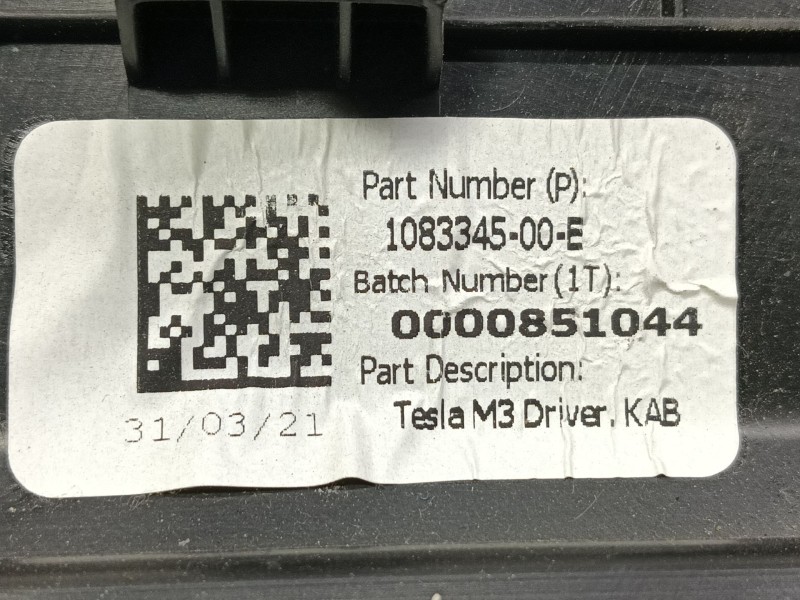 Part Number (P):
1083345-00-E
Batch Number (1T):
0000851044
Part Description:
Tesla M3 Driver. KAB
31/03/21